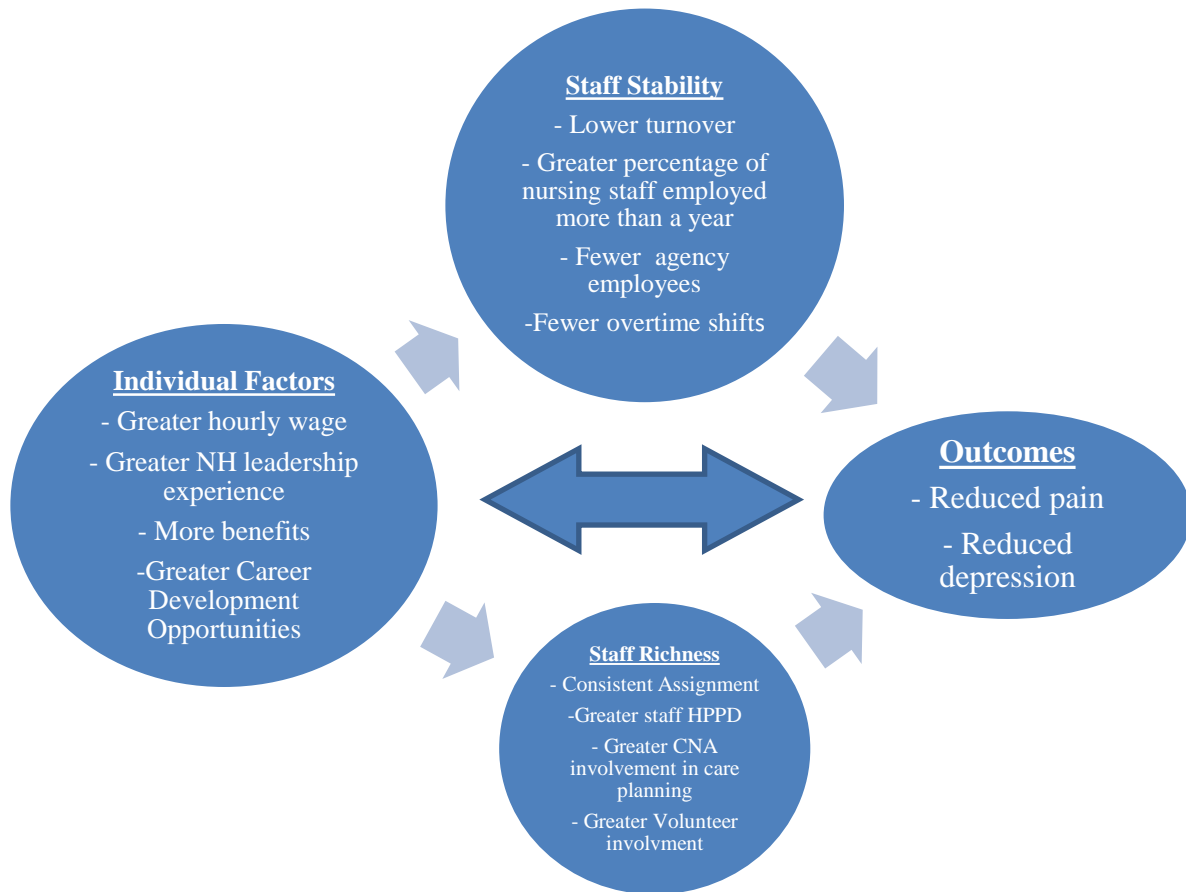 Staff Stability
- Lower turnover
- Greater percentage of
nursing staff employed
more than a year
- Fewer  agency
employees
-Fewer overtime shifts
Individual Factors
- Greater hourly wage
- Greater NH leadership
experience
- More benefits
-Greater Career
Development
Opportunities
Outcomes
- Reduced pain
- Reduced
depression
Staff Richness
- Consistent Assignment
-Greater staff HPPD
- Greater CNA
involvement in care
planning
- Greater Volunteer
involvment